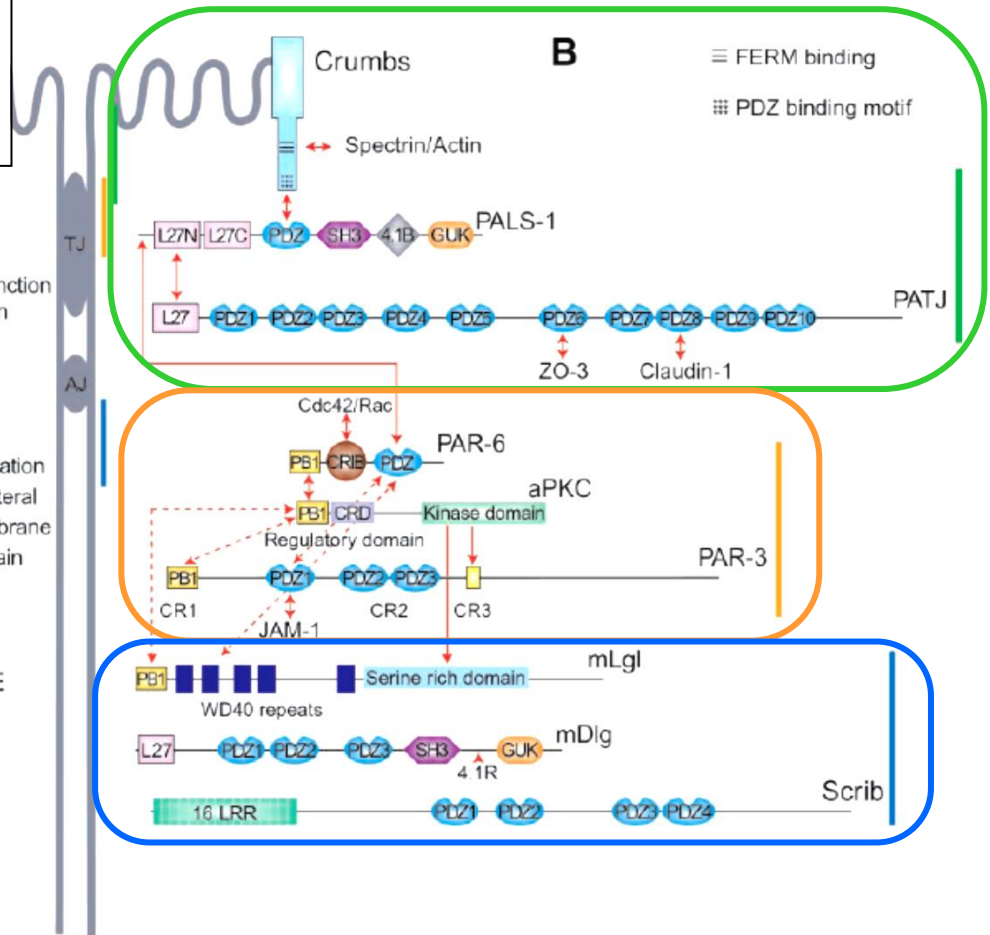 B
Crumbs
FERM binding
PDZ binding motif
Spectrin/Actin
PALS-1
L27N L27C PDZ SH3 4.1B GUK
TJ
nction
n
PATJ
L27 PDZ1 PDZ2 PDZ3 PDZ4 PDZ5 PDZ6 PDZ7 PDZ8 PDZ9 PDZ10
ZO-3 Claudin-1
AJ
Cdc42/Rac
PAR-6
PB1 CRIB PDZ
ation
teral
brane
ain
aPKC
PB1 CRD Kinase domain
Regulatory domain
PAR-3
PB1 PDZ1 PDZ2 PDZ3
CR1 CR2 CR3
JAM-1
mLgl
E
PB1 Serine rich domain
WD40 repeats
mDlg
L27 PDZ1 PDZ2 PDZ3 SH3 GUK
4.1R
Scrib
16 LRR PDZ1 PDZ2 PDZ3 PDZ4